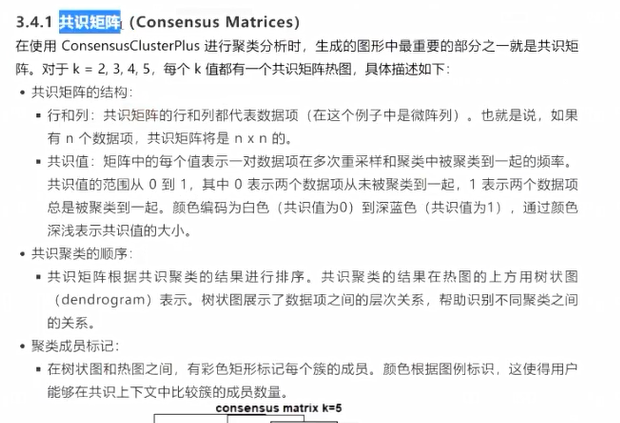 3.4.1 共识矩阵 (Consensus Matrices)
在使用 ConsensusClusterPlus 进行聚类分析时，生成的图形中最重要的部分之一就是共识矩
阵。对于 k = 2, 3, 4, 5，每个 k 值都有一个共识矩阵热图，具体描述如下：
• 共识矩阵的结构：
▪ 行和列：共识矩阵的行和列都代表数据项（在这个例子中是微阵列）。也就是说，如果
有 n 个数据项，共识矩阵将是 n x n 的。
▪ 共识值：矩阵中的每个值表示一对数据项在多次重采样和聚类中被聚类到一起的频率。
共识值的范围从 0 到 1，其中 0 表示两个数据项从未被聚类到一起，1 表示两个数据项
总是被聚类到一起。颜色编码为白色（共识值为0）到深蓝色（共识值为1），通过颜色
深浅表示共识值的大小。
• 共识聚类的顺序：
▪ 共识矩阵根据共识聚类的结果进行排序。共识聚类的结果在热图的上方用树状图
（dendrogram）表示。树状图展示了数据项之间的层次关系，帮助识别不同聚类之间
的关系。
• 聚类成员标记：
▪ 在树状图和热图之间，有彩色矩形标记每个簇的成员。颜色根据图例标识，这使得用户
能够在共识上下文中比较簇的成员数量。
consensus matrix k=5